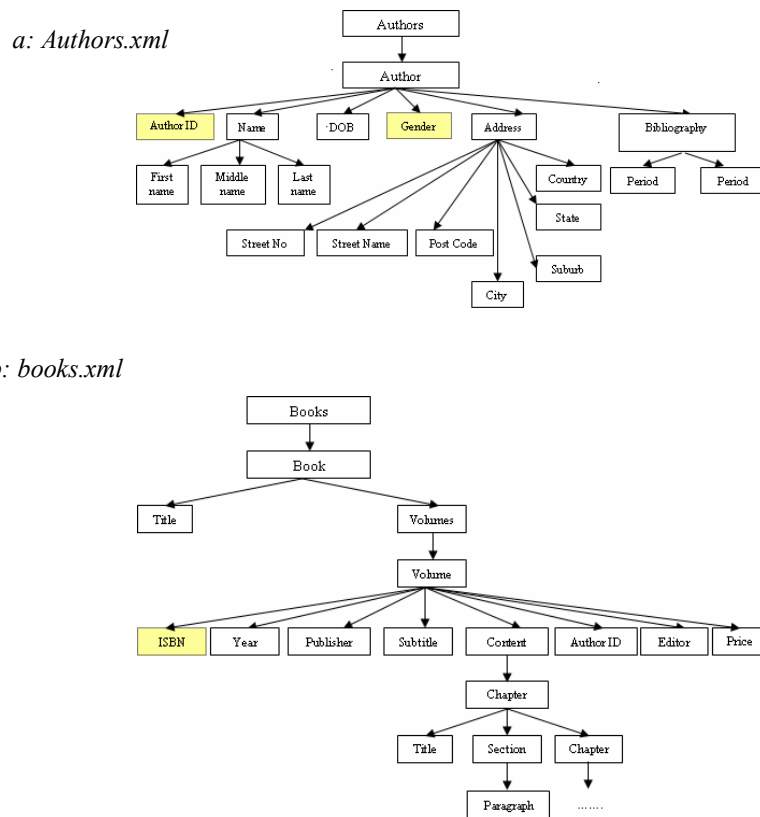 a: Authors.xml
Authors
Author
Author ID
Name
DOB
Gender
Address
Bibliography
First name
Middle name
Last name
Country
Period
Period
State
Street No
Street Name
Post Code
Suburb
City
: books.xml
Books
Book
Title
Volumes
Volume
ISBN
Year
Publisher
Subtitle
Content
Author ID
Editor
Price
Chapter
Title
Section
Chapter
Paragraph
.......